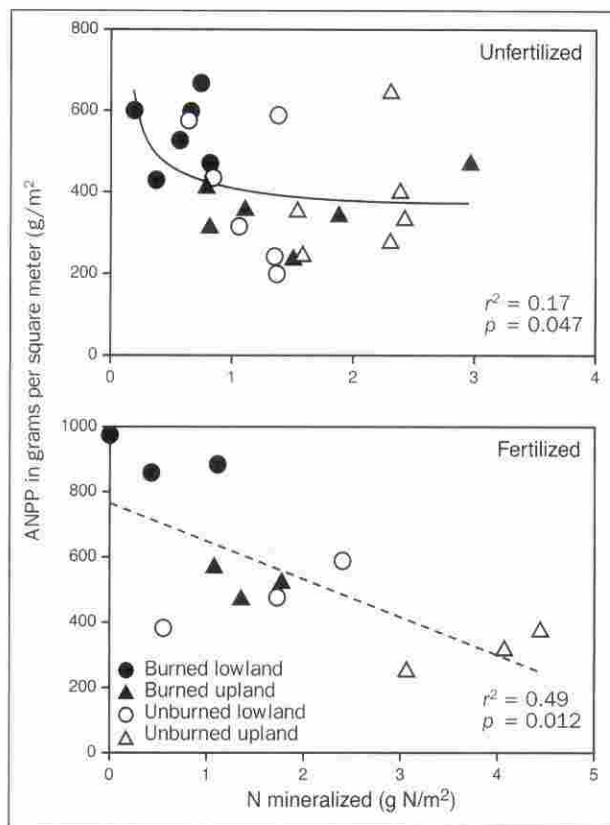 800
600
400
200
0
Unfertilized
r² = 0.17
p = 0.047
0 1 2 3 4
ANPP in grams per square meter (g/m²)
1000
800
600
400
200
0
Fertilized
Burned lowland
Burned upland
Unburned lowland
Unburned upland
r² = 0.49
p = 0.012
0 1 2 3 4 5
N mineralized (g N/m²)